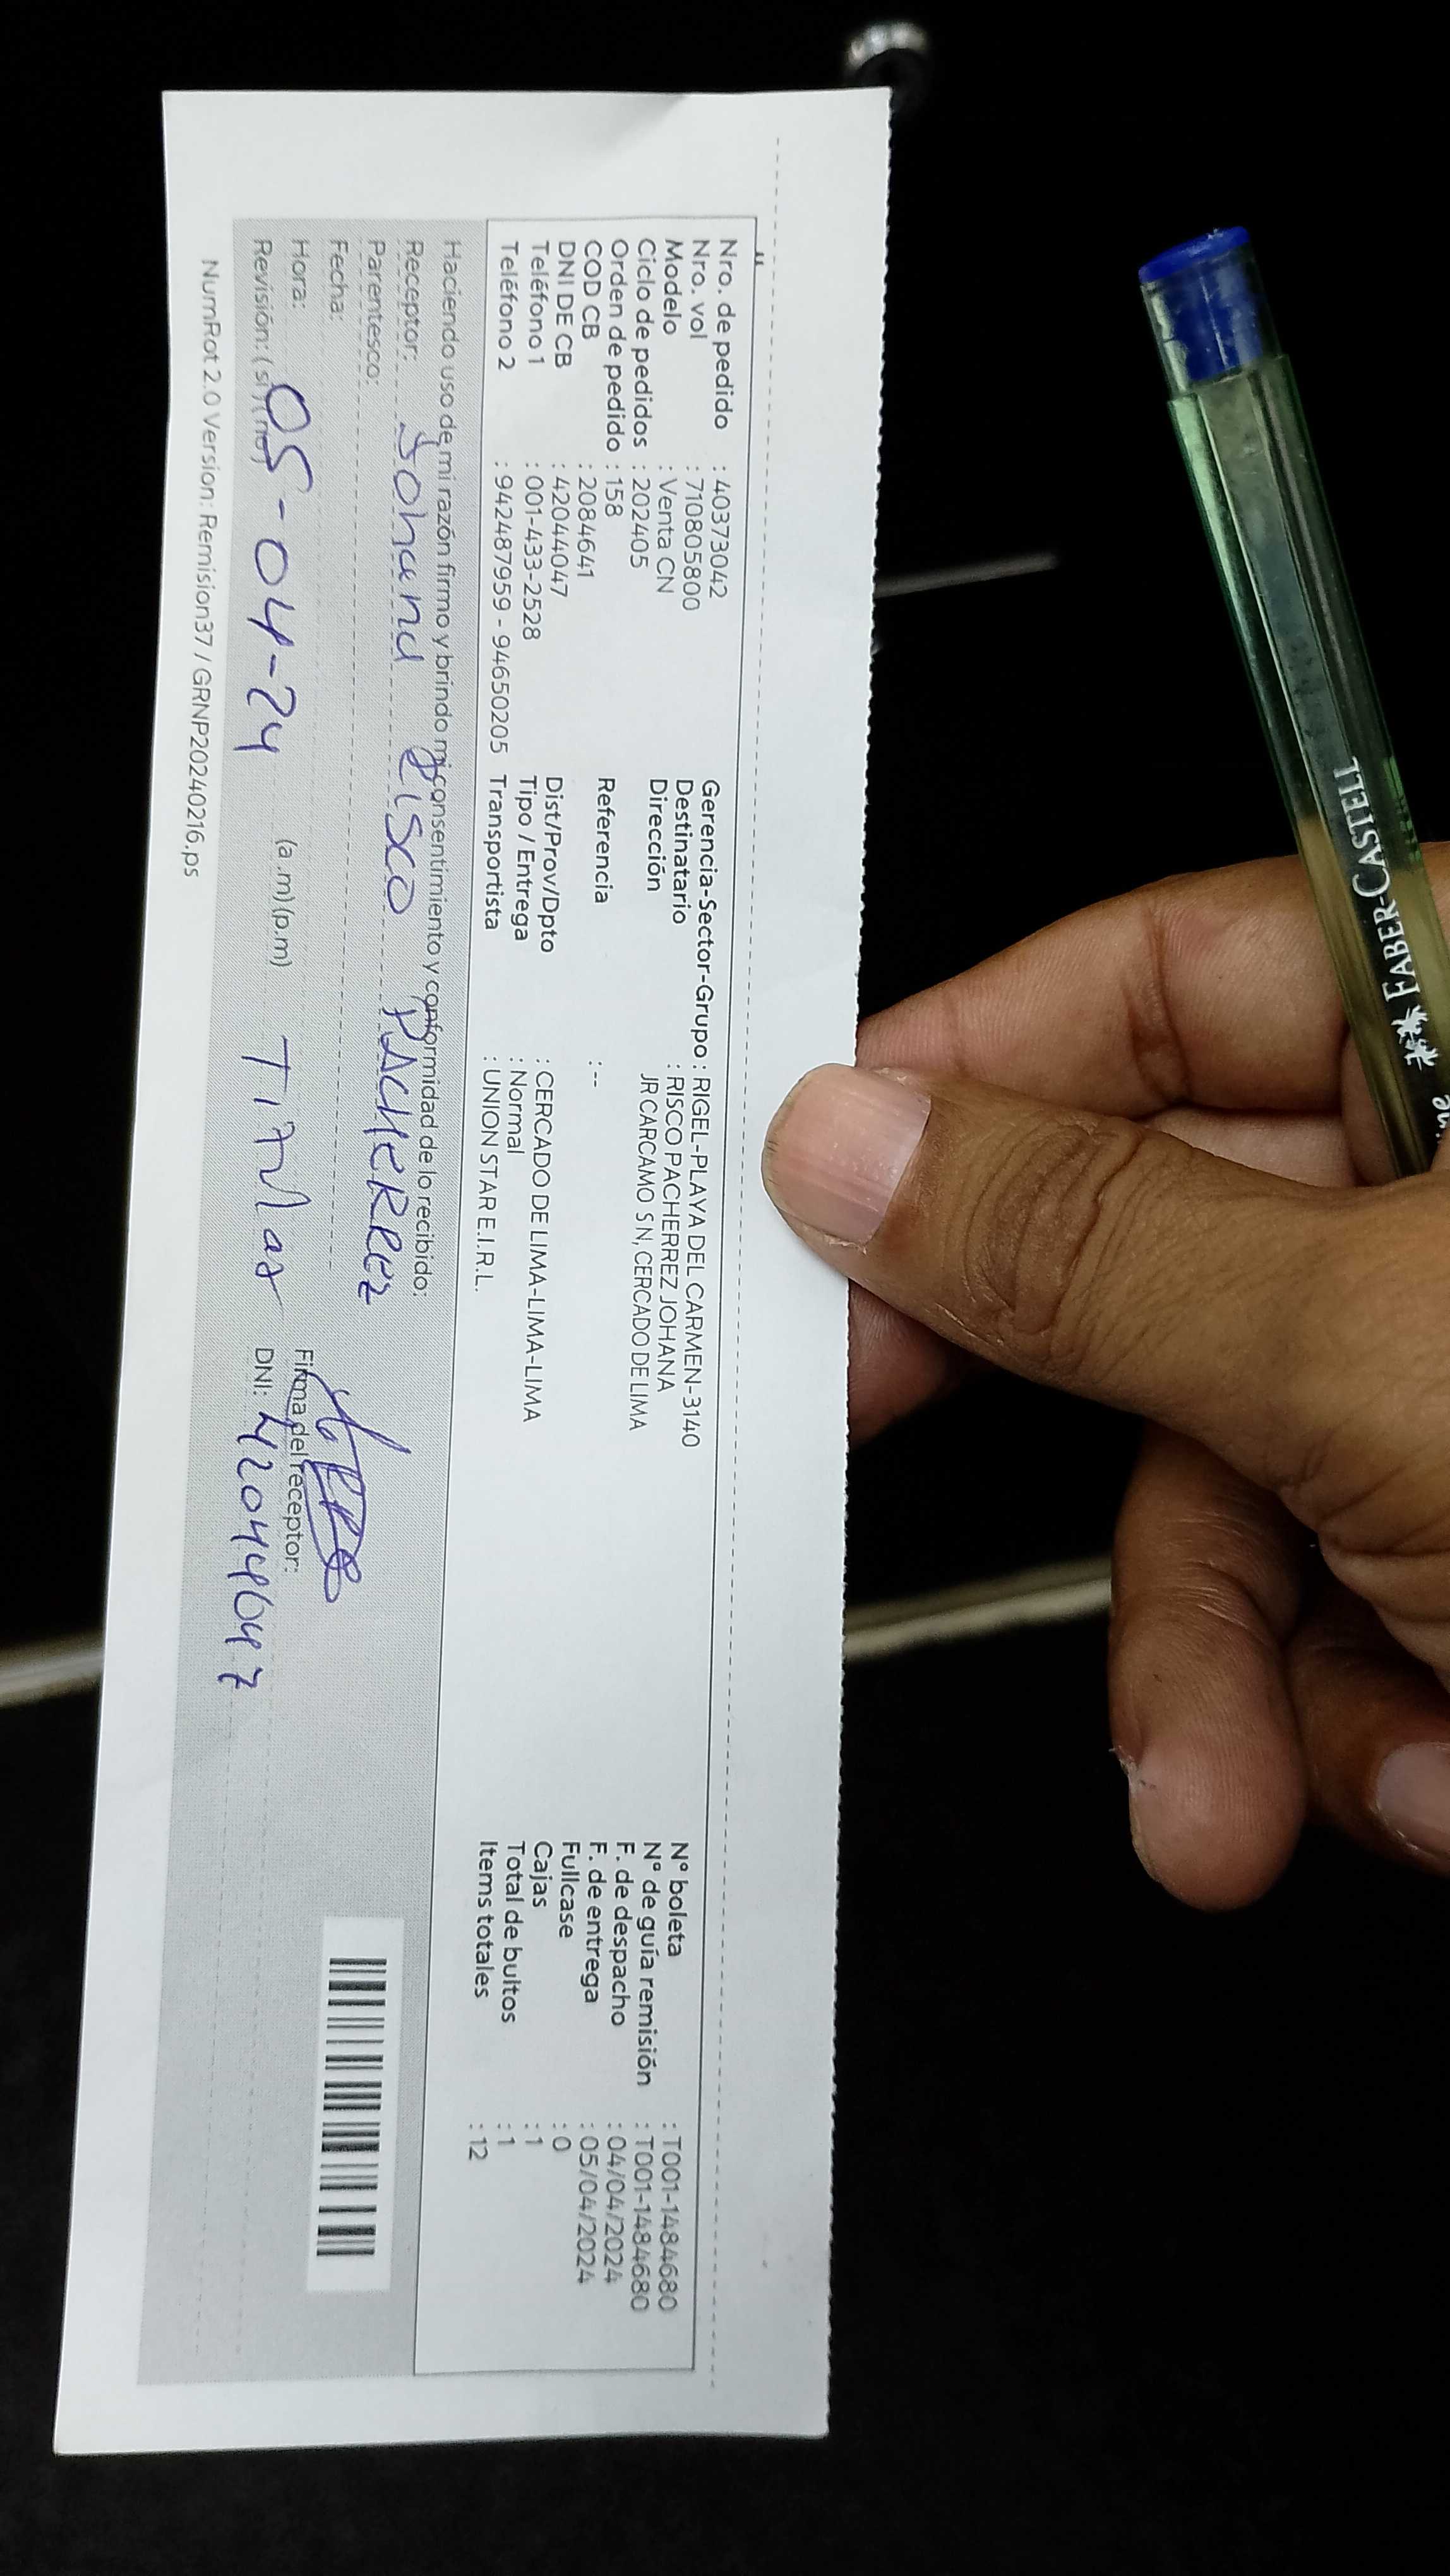 Nro. de pedido : 40373042
Nro. vol : 710805800
Modelo : Venta CN
Ciclo de pedidos : 202405
Orden de pedido : 158
COD CB : 2084641
DNI DE CB : 42044047
Teléfono 1 : 001-433-2528
Teléfono 2 : 942487959 - 94650205
Gerencia-Sector-Grupo : RIGEL-PLAYA DEL CARMEN-3140
Destinatario : RISCO PACHERREZ JOHANA
Dirección JR CARCAMO S N, CERCADO DE LIMA
Referencia : --
Dist/Prov/Dpto : CERCADO DE LIMA-LIMA-LIMA
Tipo / Entrega : Normal
Transportista : UNION STAR E.I.R.L.
N° boleta : T001-1484680
N° de guía remisión : T001-1484680
F. de despacho : 04/04/2024
F. de entrega : 05/04/2024
Fullcase : 0
Cajas : 1
Total de bultos : 1
Items totales : 12
Haciendo uso de mi razón firmo y brindo mi consentimiento y conformidad de lo recibido:
Receptor: Johana Risco PACHERREZ
Parentesco:
Fecha:
Hora: (a.m) (p.m) Firma del receptor:
Revisión: (si) (no) 05-04-24 DNI: 42044047
NumRot 2.0 Version: Remision37 / GRNP20240216.ps
FABER-CASTELL